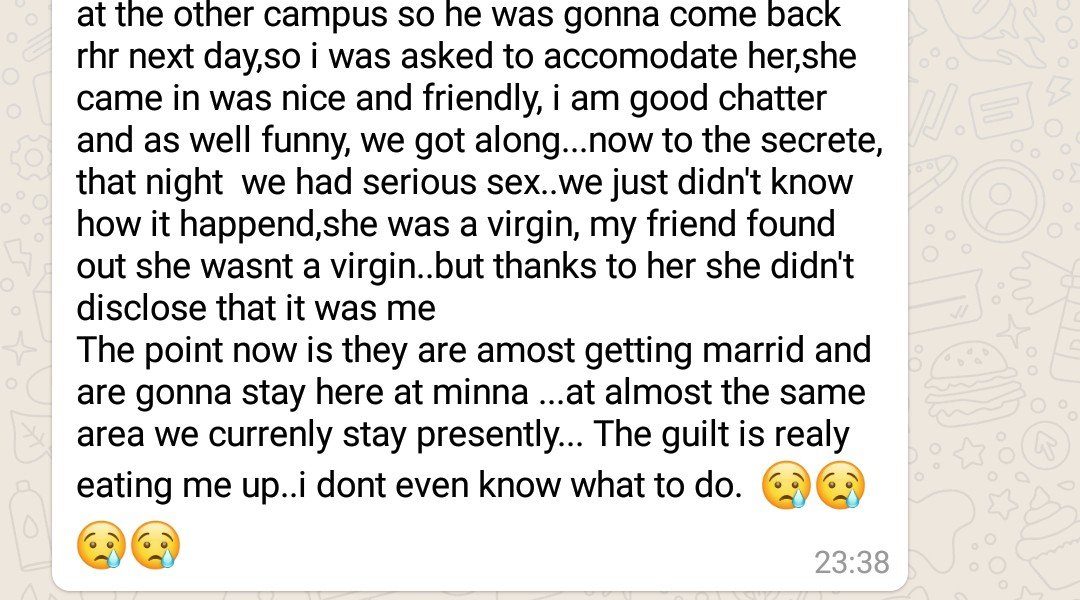 at the other campus so he was gonna come back
rhr next day,so i was asked to accomodate her,she
came in was nice and friendly, i am good chatter
and as well funny, we got along...now to the secrete,
that night  we had serious sex..we just didn't know
how it happend,she was a virgin, my friend found
out she wasnt a virgin..but thanks to her she didn't
disclose that it was me
The point now is they are amost getting marrid and
are gonna stay here at minna ...at almost the same
area we currenly stay presently... The guilt is realy
eating me up..i dont even know what to do. 😢😢
😢😢
23:38